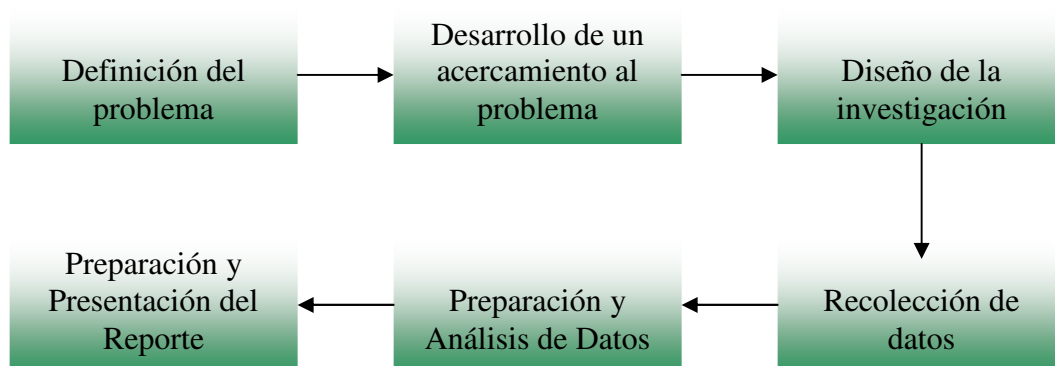 Definición del
problema
Desarrollo de un
acercamiento al
problema
Diseño de la
investigación
Recolección de
datos
Preparación y
Análisis de Datos
Preparación y
Presentación del
Reporte